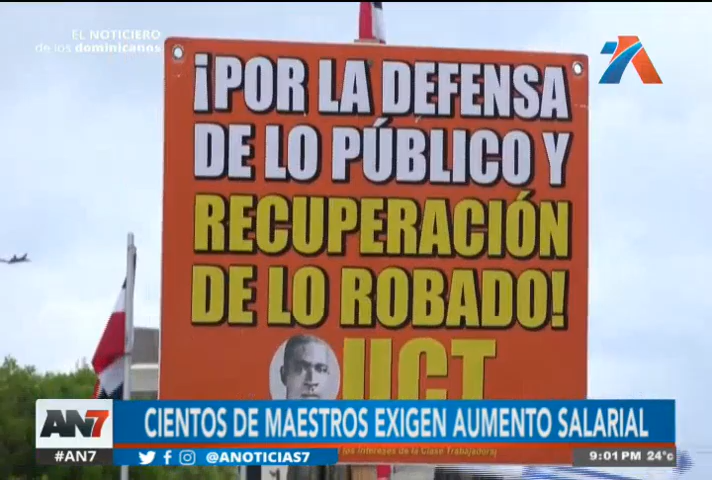 EL NOTICIERO
de los dominicanos
¡POR LA DEFENSA
DE LO PÚBLICO Y
RECUPERACIÓN
DE LO ROBADO!
UCT
AN7
CIENTOS DE MAESTROS EXIGEN AUMENTO SALARIAL
los Intereses de la Clase Trabajadora
#AN7
@ANOTICIAS7
9:01 PM 24°c